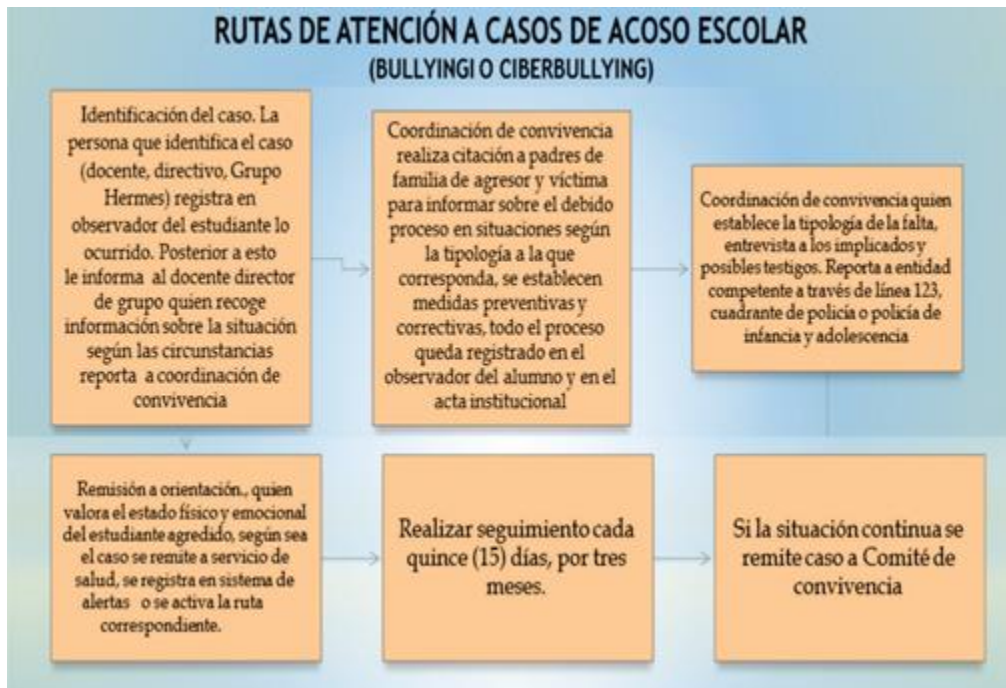 RUTAS DE ATENCIÓN A CASOS DE ACOSO ESCOLAR
(BULLYINGI O CIBERBULLYING)
Identificación del caso. La
persona que identifica el caso
(docente, directivo, Grupo
Hermes) registra en
observador del estudiante lo
ocurrido. Posterior a esto
le informa al docente director
de grupo quien recoge
información sobre la situación
según las circunstancias
reporta a coordinación de
convivencia
Coordinación de convivencia
realiza citación a padres de
familia de agresor y víctima
para informar sobre el debido
proceso en situaciones según
la tipología a la que
corresponda, se establecen
medidas preventivas y
correctivas, todo el proceso
queda registrado en el
observador del alumno y en el
acta institucional
Coordinación de convivencia quien
establece la tipología de la falta,
entrevista a los implicados y
posibles testigos. Reporta a entidad
competente a través de línea 123,
cuadrante de policía o policía de
infancia y adolescencia
Remisión a orientación., quien
valora el estado físico y emocional
del estudiante agredido, según sea
el caso se remite a servicio de
salud, se registra en sistema de
alertas o se activa la ruta
correspondiente.
Realizar seguimiento cada
quince (15) días, por tres
meses.
Si la situación continua se
remite caso a Comité de
convivencia